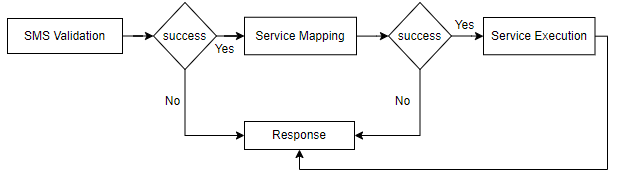 SMS Validation
success
Yes
Service Mapping
success
Yes
Service Execution
No
No
Response